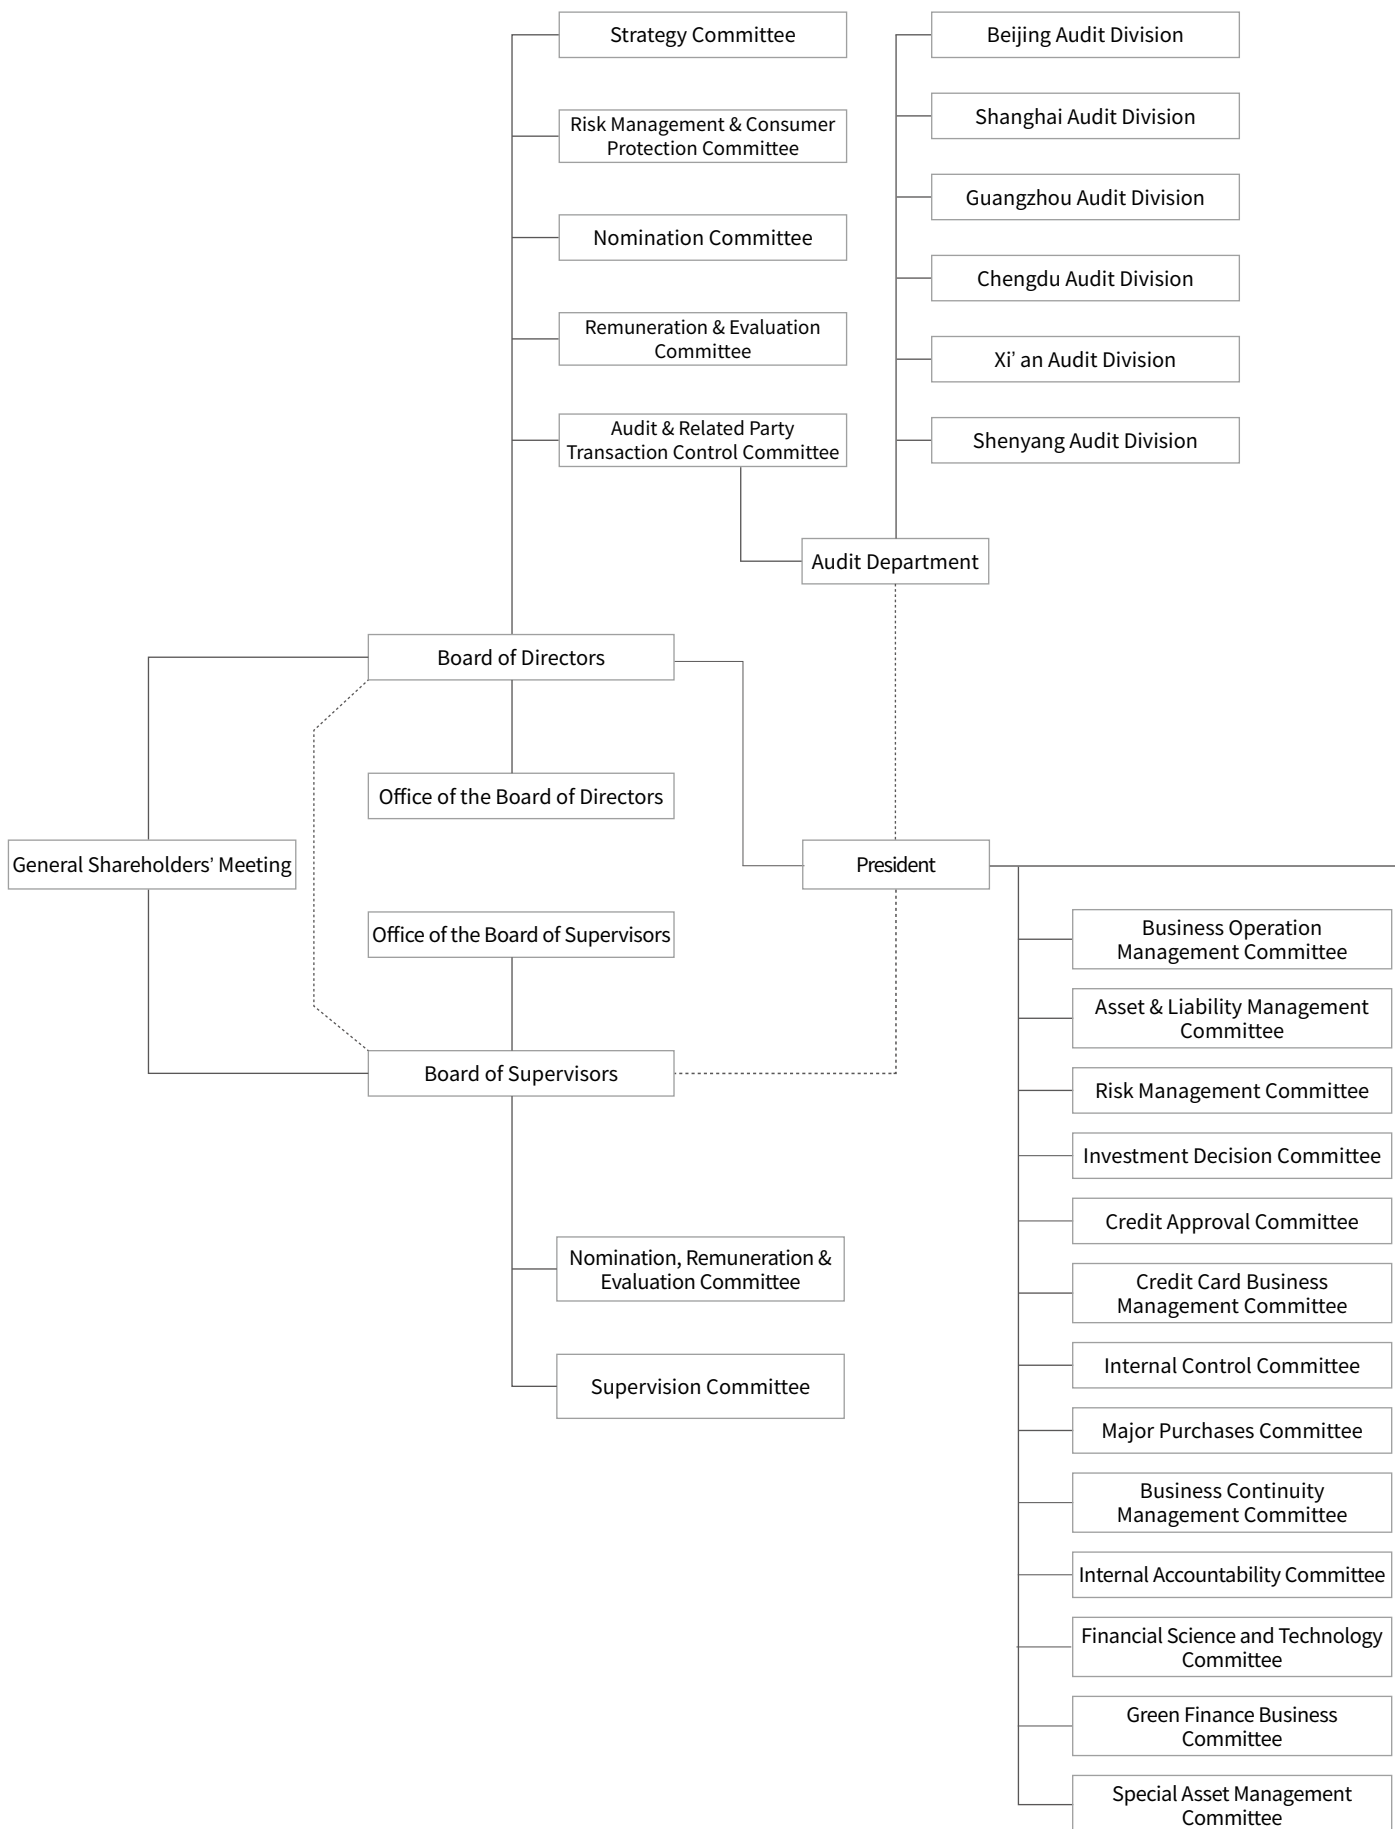 Strategy Committee
Beijing Audit Division
Risk Management & Consumer
Protection Committee
Shanghai Audit Division
Nomination Committee
Guangzhou Audit Division
Remuneration & Evaluation
Committee
Chengdu Audit Division
Xi’ an Audit Division
Audit & Related Party
Transaction Control Committee
Shenyang Audit Division
Audit Department
Board of Directors
Office of the Board of Directors
General Shareholders’ Meeting
President
Office of the Board of Supervisors
Board of Supervisors
Nomination, Remuneration &
Evaluation Committee
Supervision Committee
Business Operation
Management Committee
Asset & Liability Management
Committee
Risk Management Committee
Investment Decision Committee
Credit Approval Committee
Credit Card Business
Management Committee
Internal Control Committee
Major Purchases Committee
Business Continuity
Management Committee
Internal Accountability Committee
Financial Science and Technology
Committee
Green Finance Business
Committee
Special Asset Management
Committee